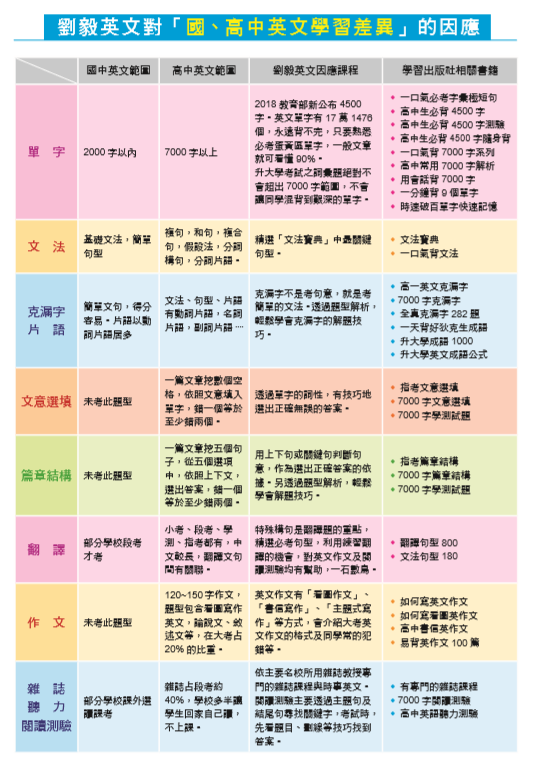 劉毅英文對「國、高中英文學習差異」的因應
國中英文範圍
高中英文範圍
劉毅英文因應課程
學習出版社相關書籍
單 字
2000 字以內
7000 字以上
2018 教育部新公布 4500
字。英文單字有 17 萬 1476
個，永遠背不完，只要熟悉
必考蛋黃區單字，一般文章
就可看懂 90%。
升大學考試之詞彙題絕對不
會超出 7000 字範圍，不會
讓同學混背到艱深的單字。
• 一口氣必考字彙極短句
• 高中生必背 4500 字
• 高中生必背 4500 字測驗
• 高中生必背 4500 字隨身背
• 一口氣背 7000 字系列
• 高中常用 7000 字解析
• 用會話背 7000 字
• 一分鐘背 9 個單字
• 時速破百單字快速記憶
文 法
基礎文法，簡單
句型
複句，和句，複合
句，假設法，分詞
構句，分詞片語。
精選「文法寶典」中最關鍵
句型。
• 文法寶典
• 一口氣背文法
克漏字
片 語
簡單文句，得分
容易。片語以動
詞片語居多
文法、句型、片語
有動詞片語，名詞
片語，副詞片語 ····
克漏字不是考句意，就是考
簡單的文法。透過題型解析，
輕鬆學會克漏字的解題技
巧。
• 高一英文克漏字
• 7000 字克漏字
• 全真克漏字 282 題
• 一天背好狄克生成語
• 升大學成語 1000
• 升大學英文成語公式
文意選填
未考此題型
一篇文章挖數個空
格，依照文意填入
單字，錯一個等於
至少錯兩個。
透過單字的詞性，有技巧地
選出正確無誤的答案。
• 指考文意選填
• 7000 字文意選填
• 7000 字學測試題
篇章結構
未考此題型
一篇文章挖五個句
子，從五個選項
中，依照上下文，
選出答案，錯一個
等於至少錯兩個。
用上下句或關鍵句判斷句
意，作為選出正確答案的依
據。另透過題型解析，輕鬆
學會解題技巧。
• 指考篇章結構
• 7000 字篇章結構
• 7000 字學測試題
翻 譯
部分學校段考
才考
小考、段考、學
測、指考都有，中
文較長，翻譯文句
間有關聯。
特殊構句是翻譯題的重點，
精選必考句型，利用練習翻
譯的機會，對英文作文及閱
讀測驗均有幫助，一石數鳥。
• 翻譯句型 800
• 文法句型 180
作 文
未考此題型
120~150 字作文，
題型包含看圖寫作
英文，論說文、敘
述文等，在大考占
20% 的比重。
英文作文有「看圖作文」、
「書信寫作」、「主題式寫
作」等方式，會介紹大考英
文作文的格式及同學常的犯
錯等。
• 如何寫英文作文
• 如何寫看圖英作文
• 高中書信英作文
• 易背英作文 100 篇
雜 誌
聽 力
閱讀測驗
部分學校課外選
讀課考
雜誌占段考約
40%，學校多半讓
學生回家自己讀，
不上課。
依主要名校所用雜誌教授專
門的雜誌課程與時事英文。
閱讀測驗主要透過主題句及
結尾句尋找關鍵字，考試時，
先看題目、劃線等技巧找到
答案。
• 有專門的雜誌課程
• 7000 字閱讀測驗
• 高中英語聽力測驗